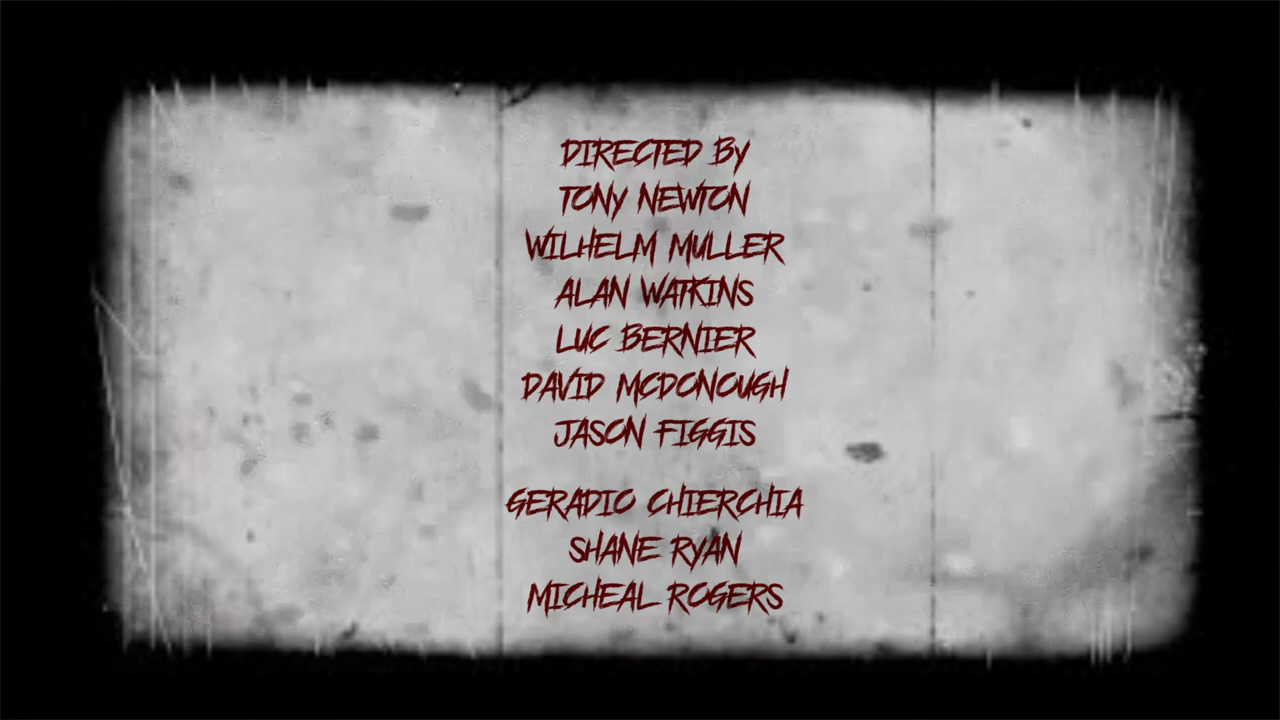 DIRECTED BY
TONY NEWTON
WILHELM MULLER
ALAN WATKINS
LUC BERNIER
DAVID MCDONOUGH
JASON FIGGIS
GERADIO CHIERCHIA
SHANE RYAN
MICHEAL ROGERS